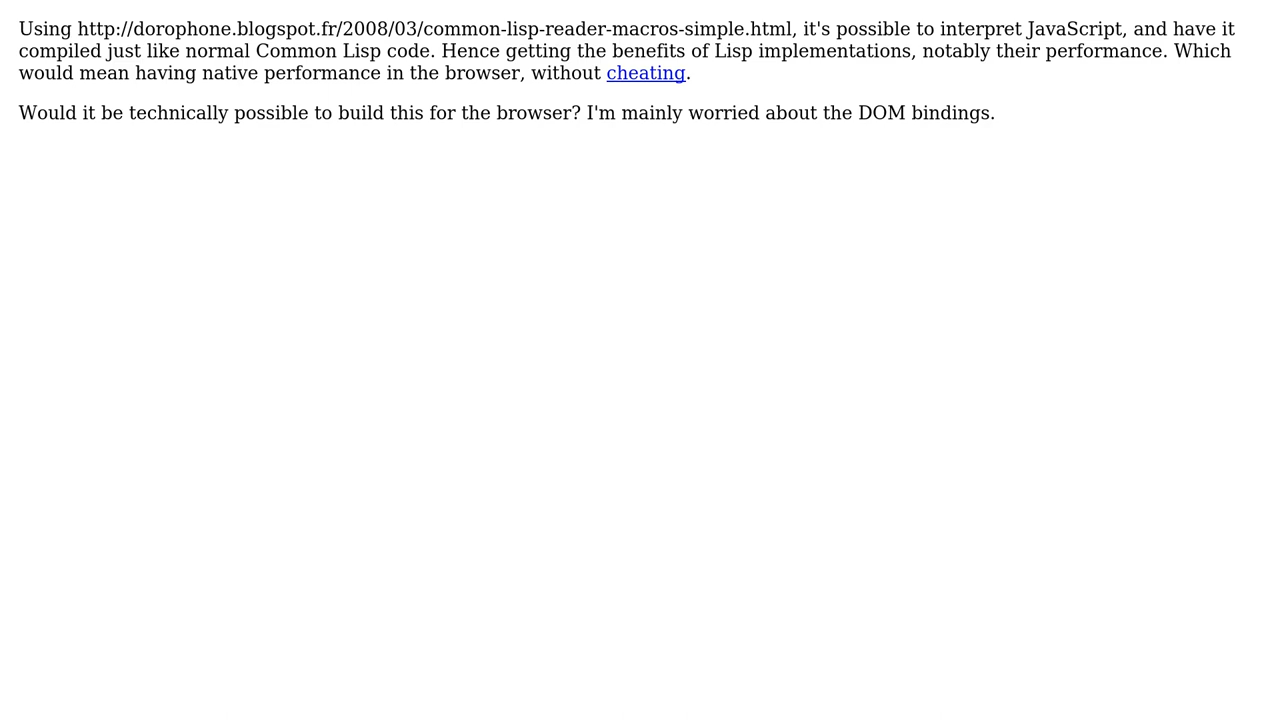 Using http://dorophone.blogspot.fr/2008/03/common-lisp-reader-macros-simple.html, it's possible to interpret JavaScript, and have it
compiled just like normal Common Lisp code. Hence getting the benefits of Lisp implementations, notably their performance. Which
would mean having native performance in the browser, without cheating.
Would it be technically possible to build this for the browser? I'm mainly worried about the DOM bindings.